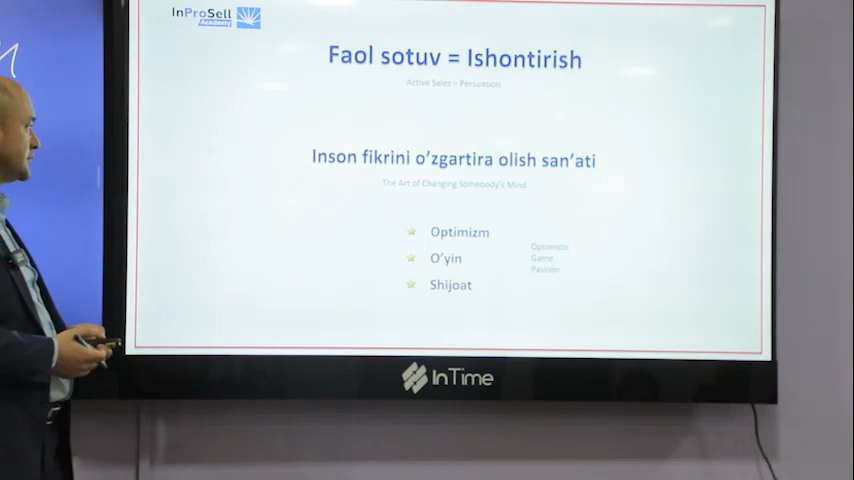 InProSell
Academy
Faol sotuv = Ishontirish
Active Sales = Persuasion
Inson fikrini o’zgartira olish san’ati
The Art of Changing Somebody's Mind
Optimizm
O’yin
Shijoat
Optimistic
Game
Passion
InTime